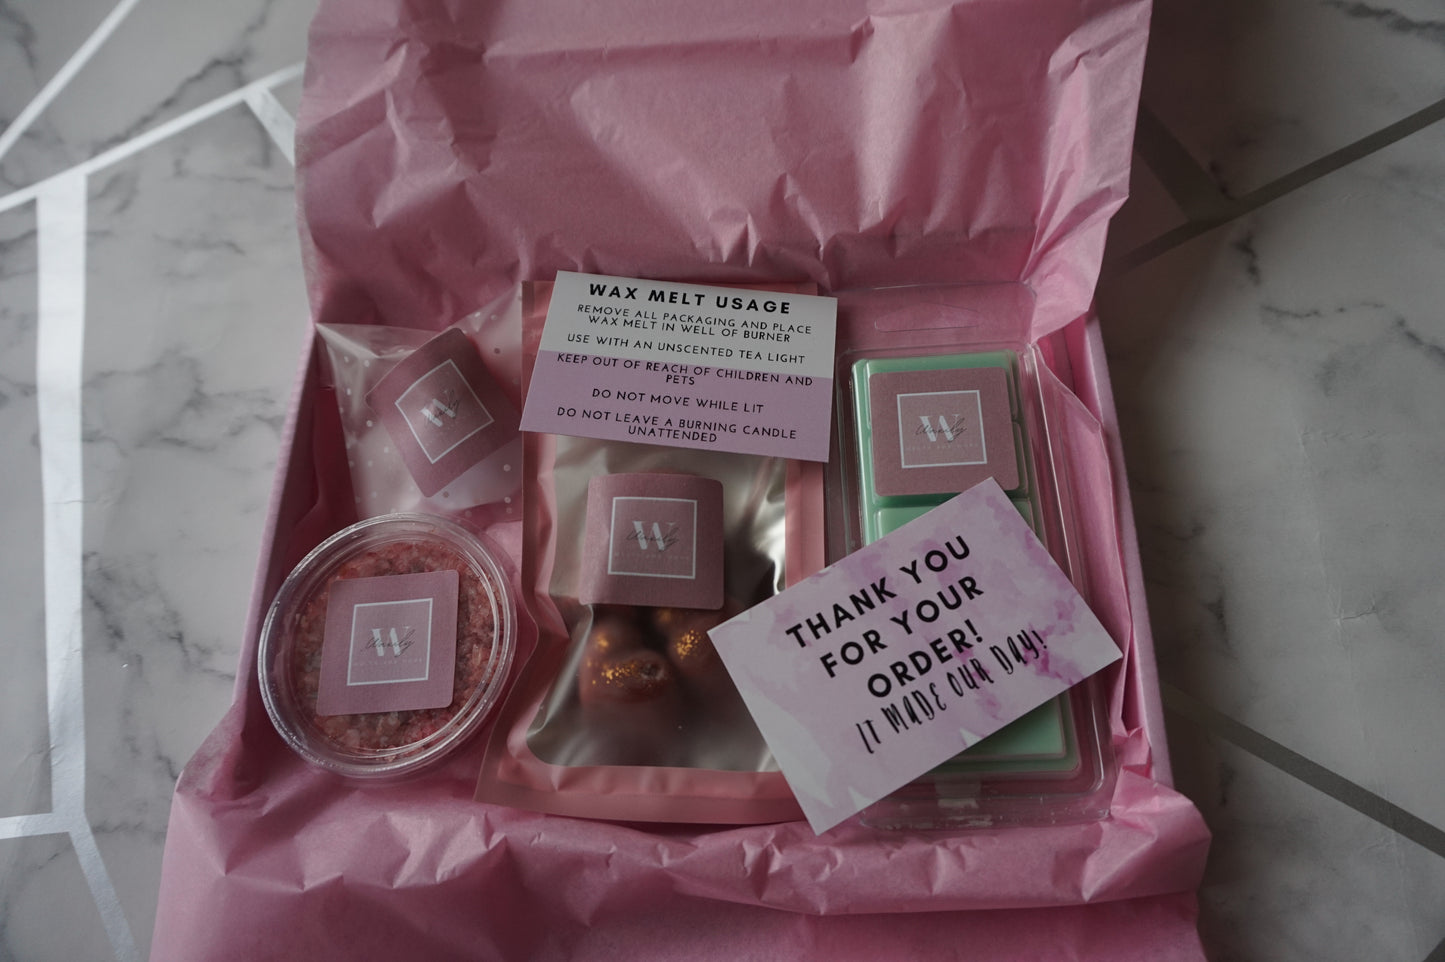 WAX MELT USAGE
REMOVE ALL PACKAGING AND PLACE
WAX MELT IN WELL OF BURNER
USE WITH AN UNSCENTED TEA LIGHT
KEEP OUT OF REACH OF CHILDREN AND
PETS
DO NOT MOVE WHILE LIT
DO NOT LEAVE A BURNING CANDLE
UNATTENDED
W
W
W
W
THANK YOU
FOR YOUR
ORDER!
IT MADE OUR DAY!